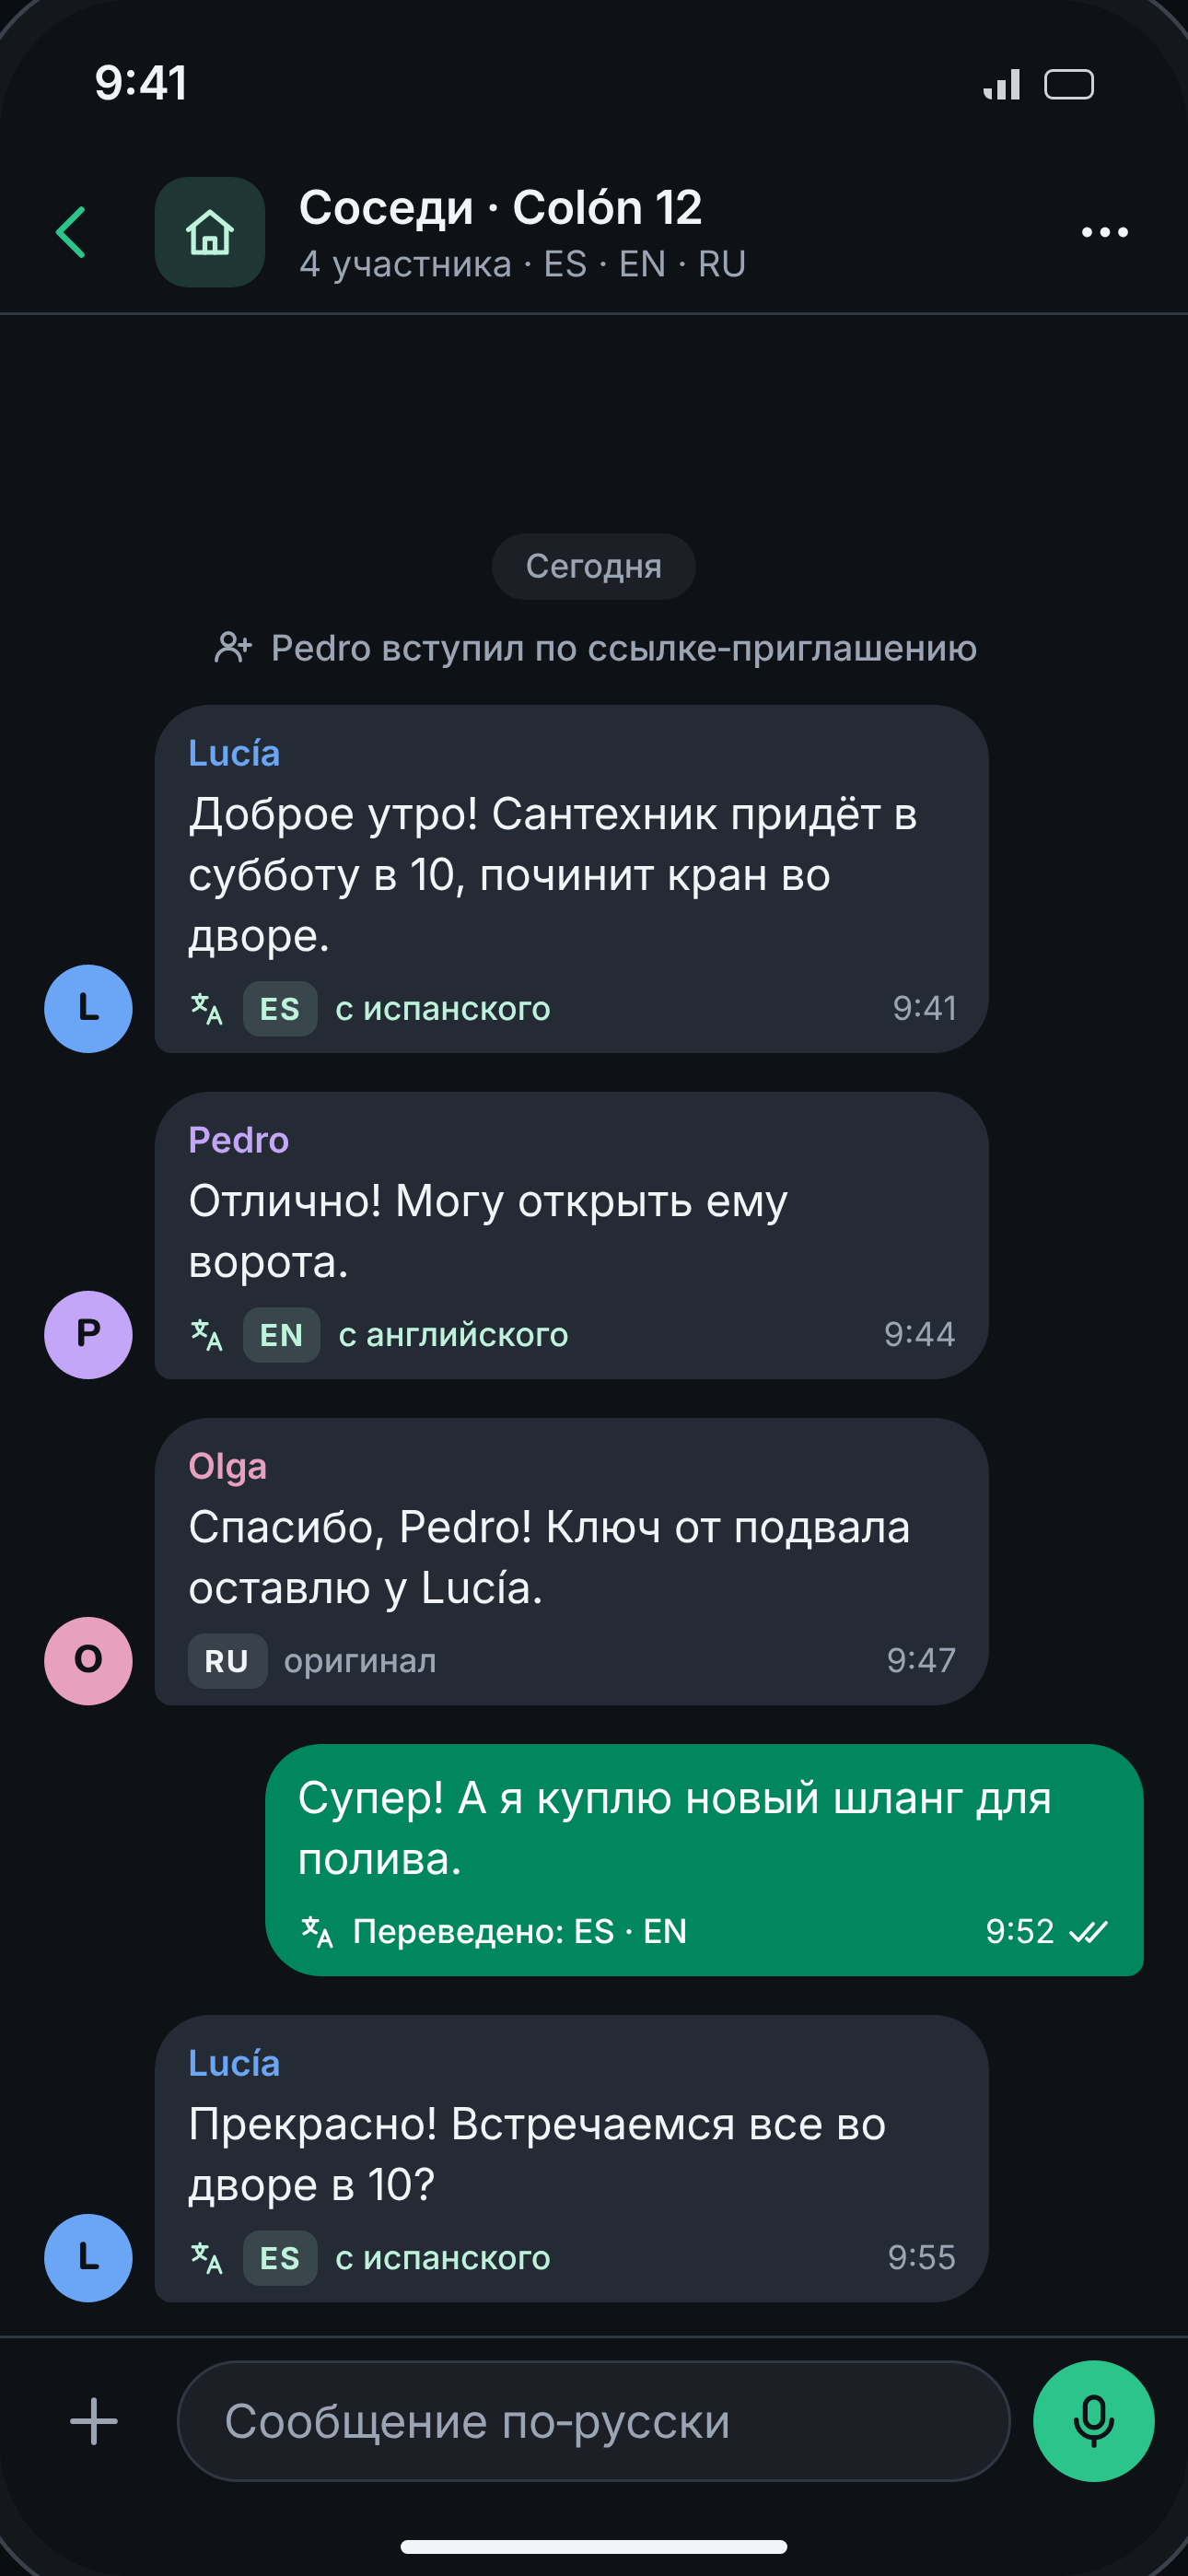 9:41
Соседи · Colón 12
4 участника · ES · EN · RU
Сегодня
Pedro вступил по ссылке-приглашению
Lucía
Доброе утро! Сантехник придёт в
субботу в 10, починит кран во
дворе.
L
ES с испанского 9:41
Pedro
Отлично! Могу открыть ему
ворота.
P
EN с английского 9:44
Olga
Спасибо, Pedro! Ключ от подвала
оставлю у Lucía.
O
RU оригинал 9:47
Супер! А я куплю новый шланг для
полива.
Переведено: ES · EN 9:52
Lucía
Прекрасно! Встречаемся все во
дворе в 10?
L
ES с испанского 9:55
Сообщение по-русски